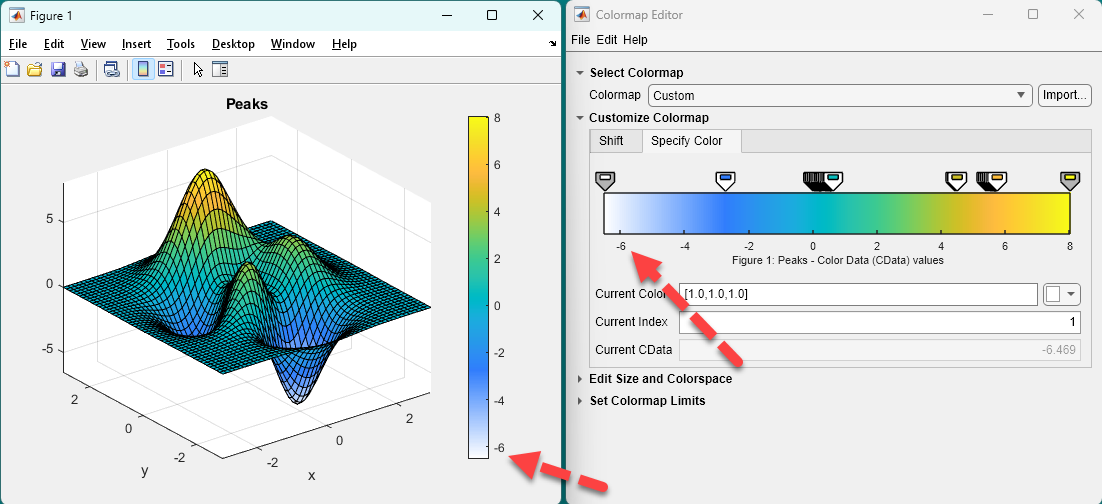 Figure 1
File Edit View Insert Tools Desktop Window Help
Peaks
5
0
-5
2
0
-2
y
-2
0
2
x
8
6
4
2
0
-2
-4
-6
Colormap Editor
File Edit Help
Select Colormap
Colormap Custom Import...
Customize Colormap
Shift Specify Color
-6 -4 -2 0 2 4 6 8
Figure 1: Peaks - Color Data (CData) values
Current Colo [1.0,1.0,1.0]
Current Index 1
Current CData -6.469
Edit Size and Colorspace
Set Colormap Limits